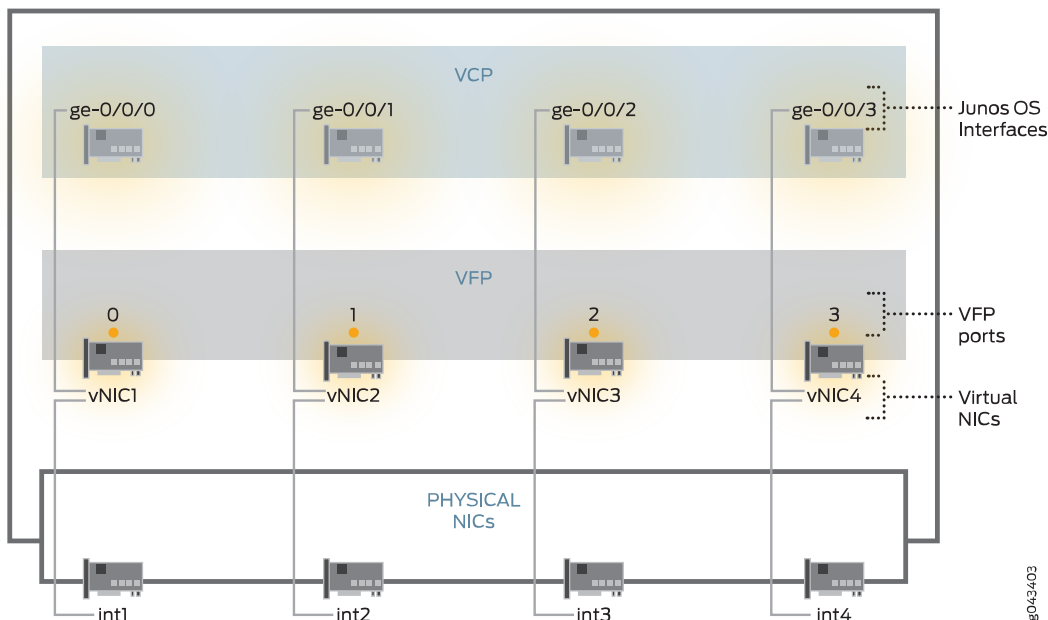 VCP
ge-0/0/0
ge-0/0/1
ge-0/0/2
ge-0/0/3
Junos OS
Interfaces
VFP
0
1
2
3
VFP
ports
vNIC1
vNIC2
vNIC3
vNIC4
Virtual
NICs
PHYSICAL
NICs
int1
int2
int3
int4
g043403